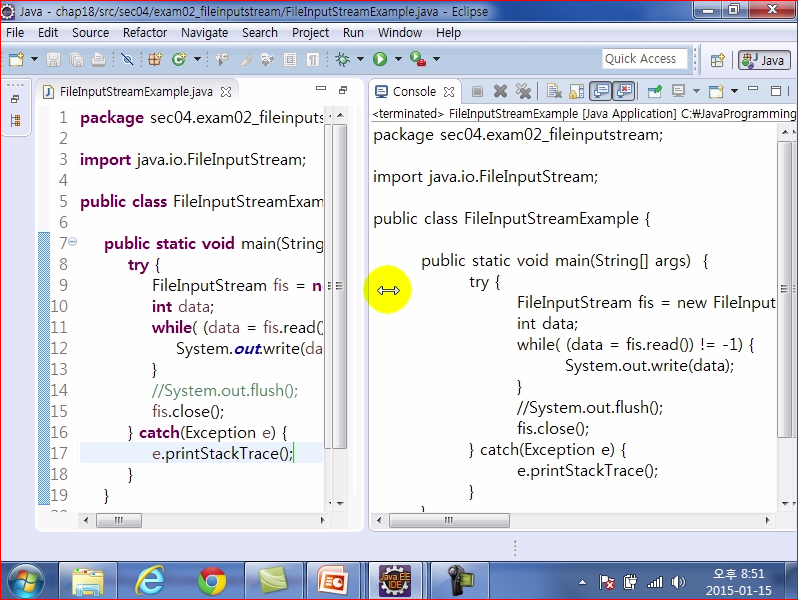 Java - chap18/src/sec04/exam02_fileinputstream/FileInputStreamExample.java - Eclipse
File Edit Source Refactor Navigate Search Project Run Window Help
Quick Access
Java
FileInputStreamExample.java
1 package sec04.exam02_fileinputs
2
3 import java.io.FileInputStream;
4
5 public class FileInputStreamExam
6
7 public static void main(String
8 try {
9 FileInputStream fis = n
10 int data;
11 while( (data = fis.read()
12 System.out.write(da
13 }
14 //System.out.flush();
15 fis.close();
16 } catch(Exception e) {
17 e.printStackTrace();
18 }
19 }
Console
<terminated> FileInputStreamExample [Java Application] C:₩JavaProgramming
package sec04.exam02_fileinputstream;
import java.io.FileInputStream;
public class FileInputStreamExample {
public static void main(String[] args) {
try {
FileInputStream fis = new FileInput
int data;
while( (data = fis.read()) != -1) {
System.out.write(data);
}
//System.out.flush();
fis.close();
} catch(Exception e) {
e.printStackTrace();
}
Java EE
IDE
오후 8:51
2015-01-15